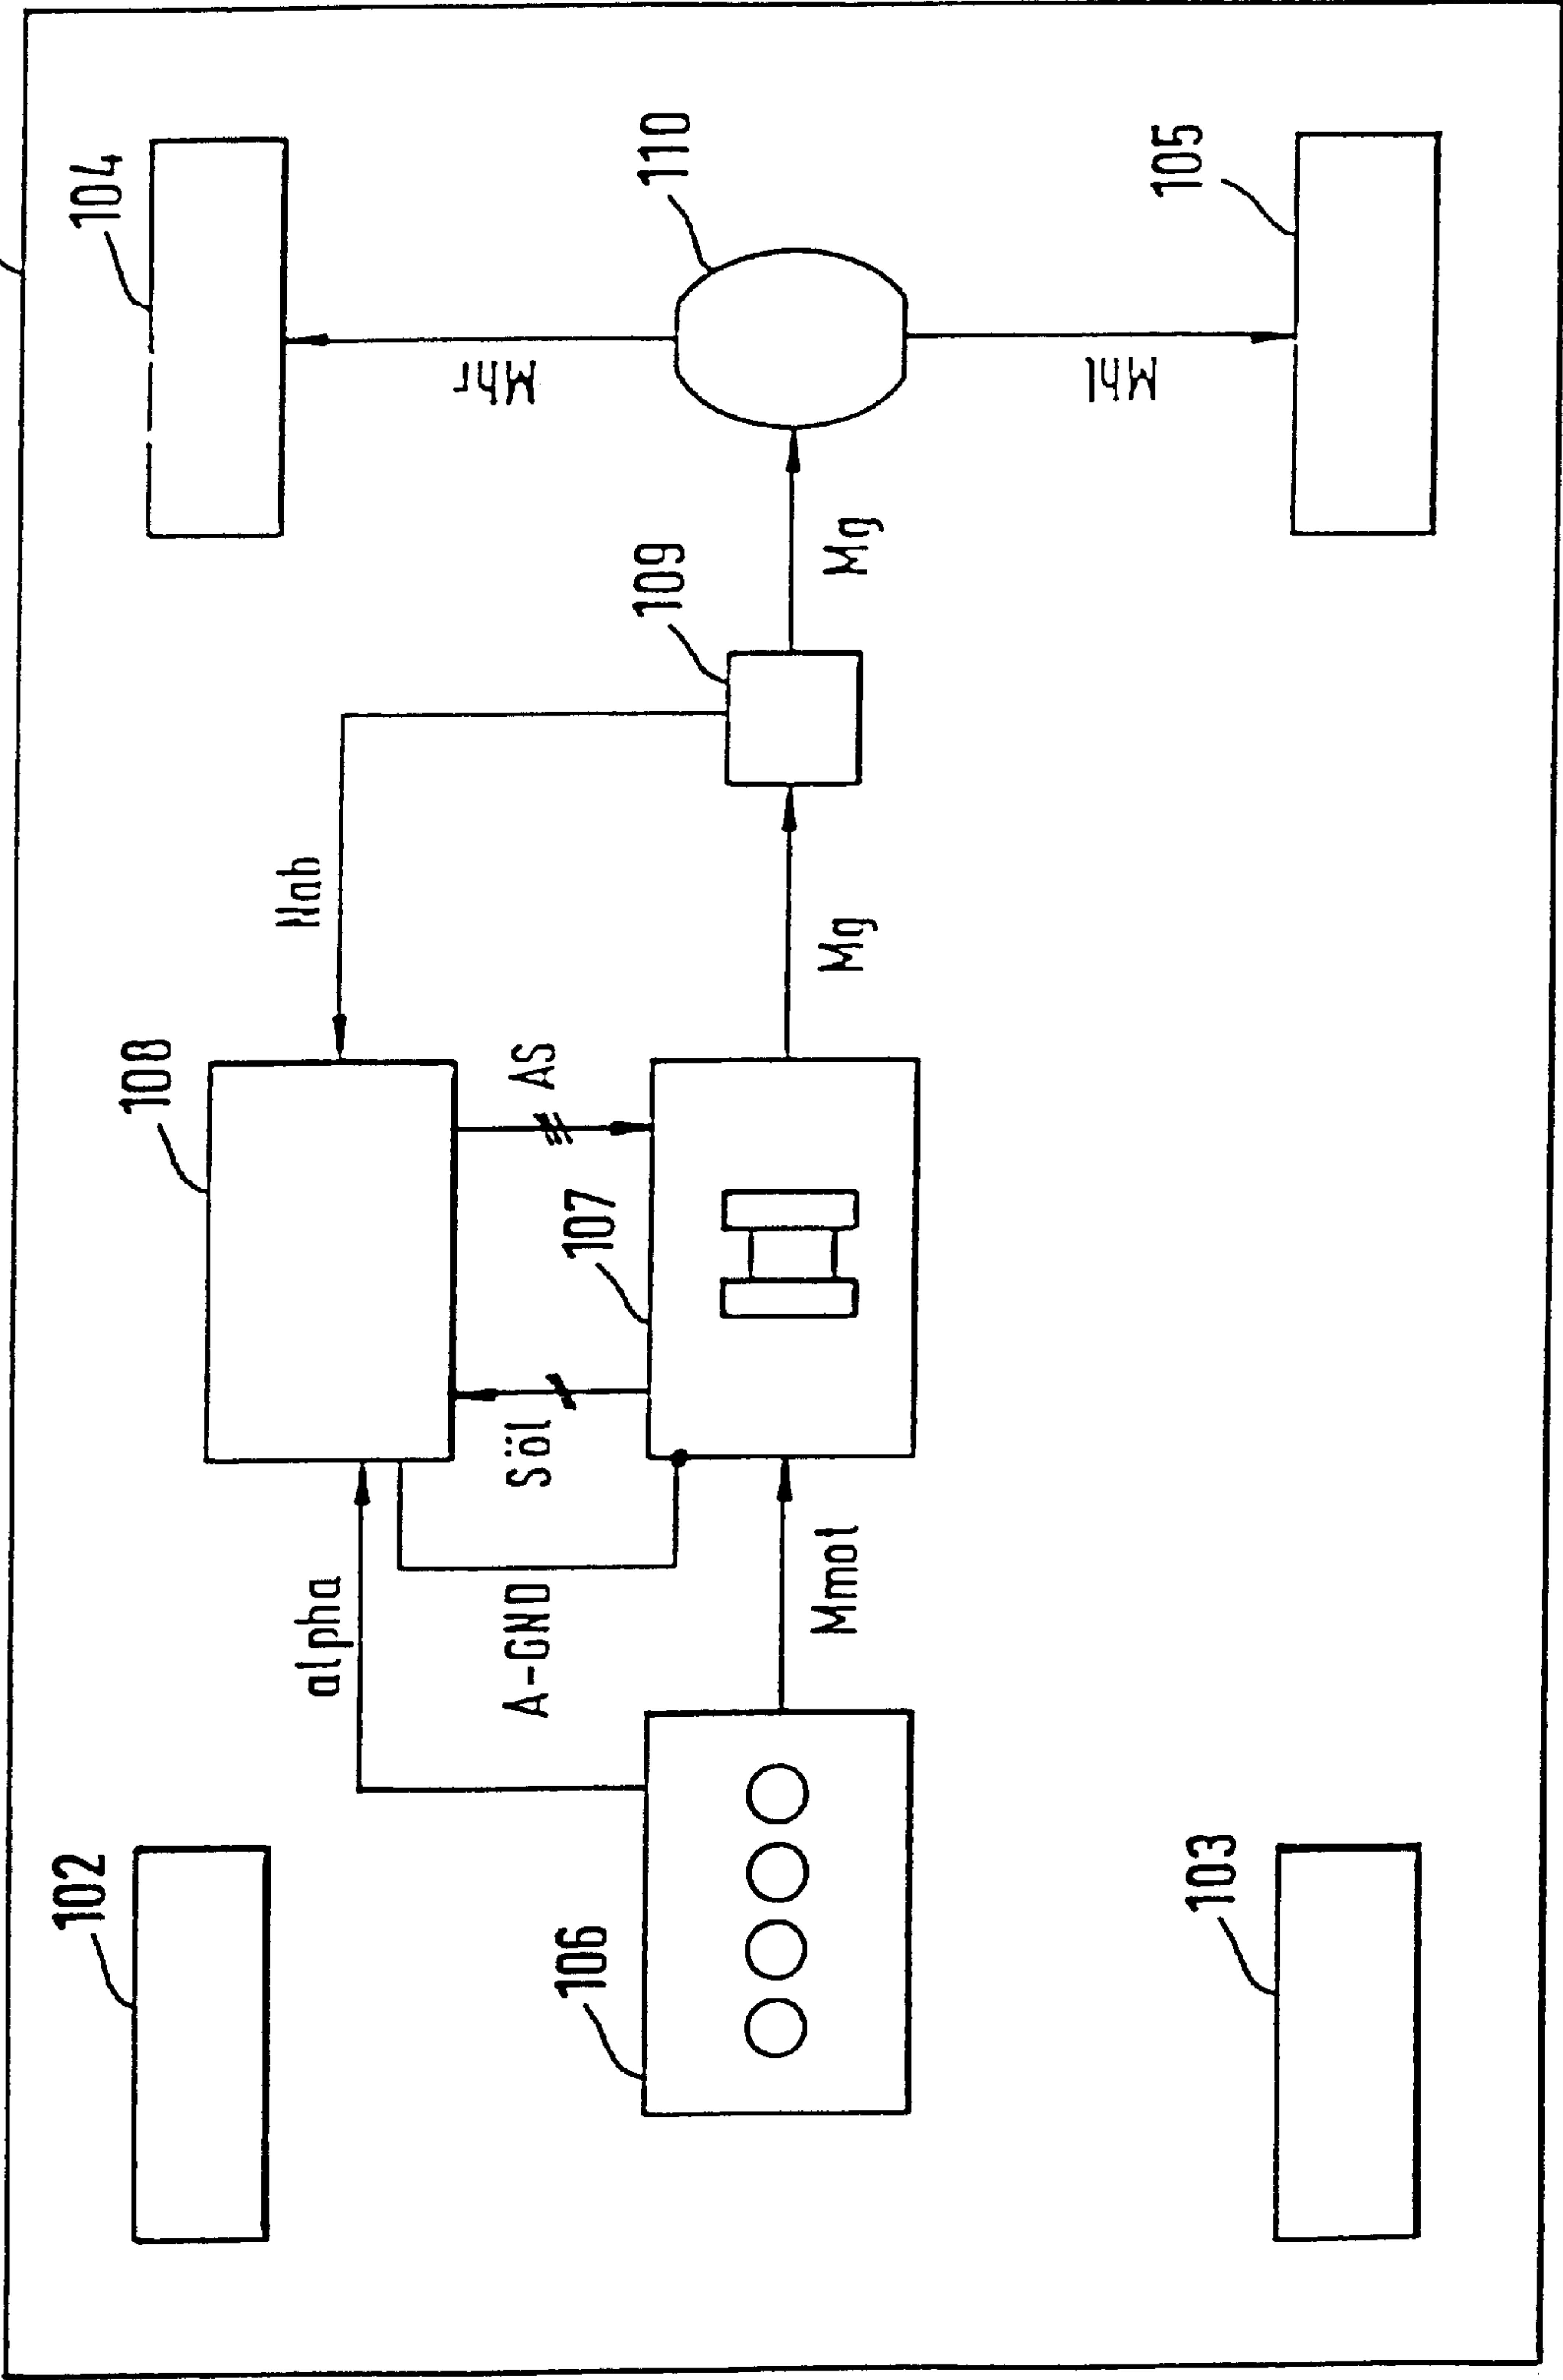 104
110
105
Mhr
Mhl
109
Mg
Nab
108
Mg
AS
107
Söl
alpha
A-GND
Mmot
102
106
103